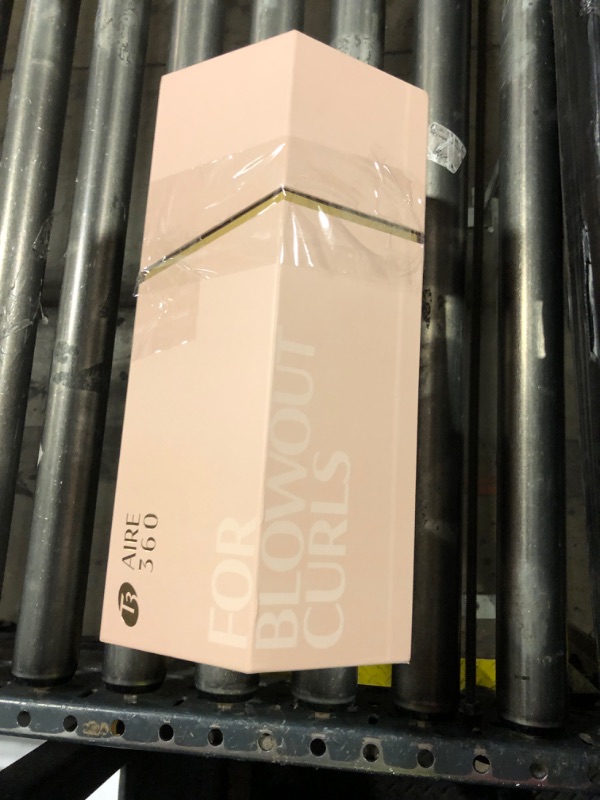 T3
AIRE
360
FOR
BLOWOUT
CURLS